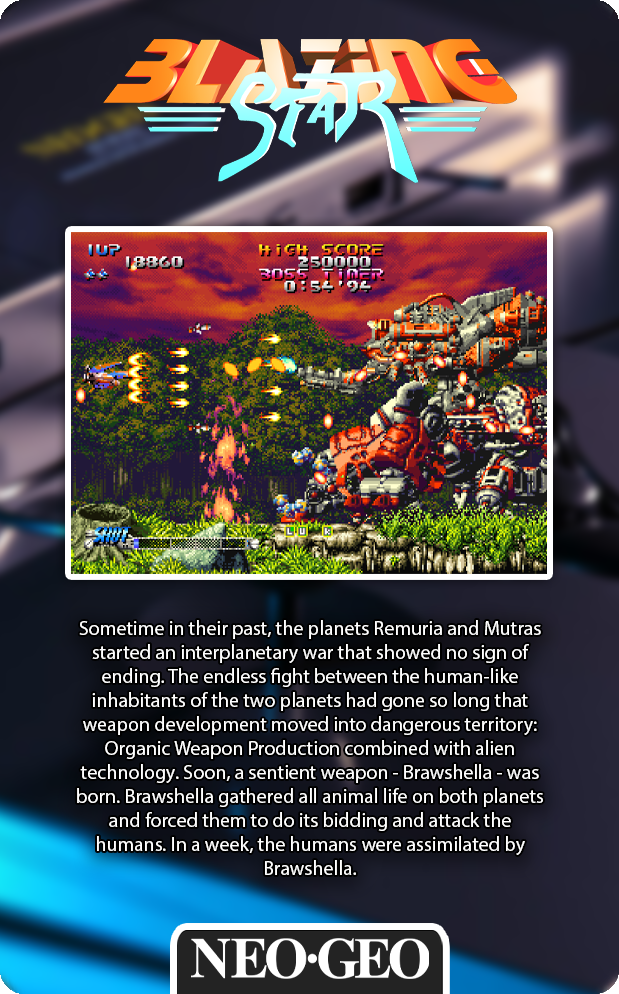 BLAZING
STAR
1UP
18860
HIGH SCORE
250000
BOSS TIMER
0:54'94
SHOT
L U K
Sometime in their past, the planets Remuria and Mutras
started an interplanetary war that showed no sign of
ending. The endless fight between the human-like
inhabitants of the two planets had gone so long that
weapon development moved into dangerous territory:
Organic Weapon Production combined with alien
technology. Soon, a sentient weapon - Brawshella - was
born. Brawshella gathered all animal life on both planets
and forced them to do its bidding and attack the
humans. In a week, the humans were assimilated by
Brawshella.
NEO•GEO